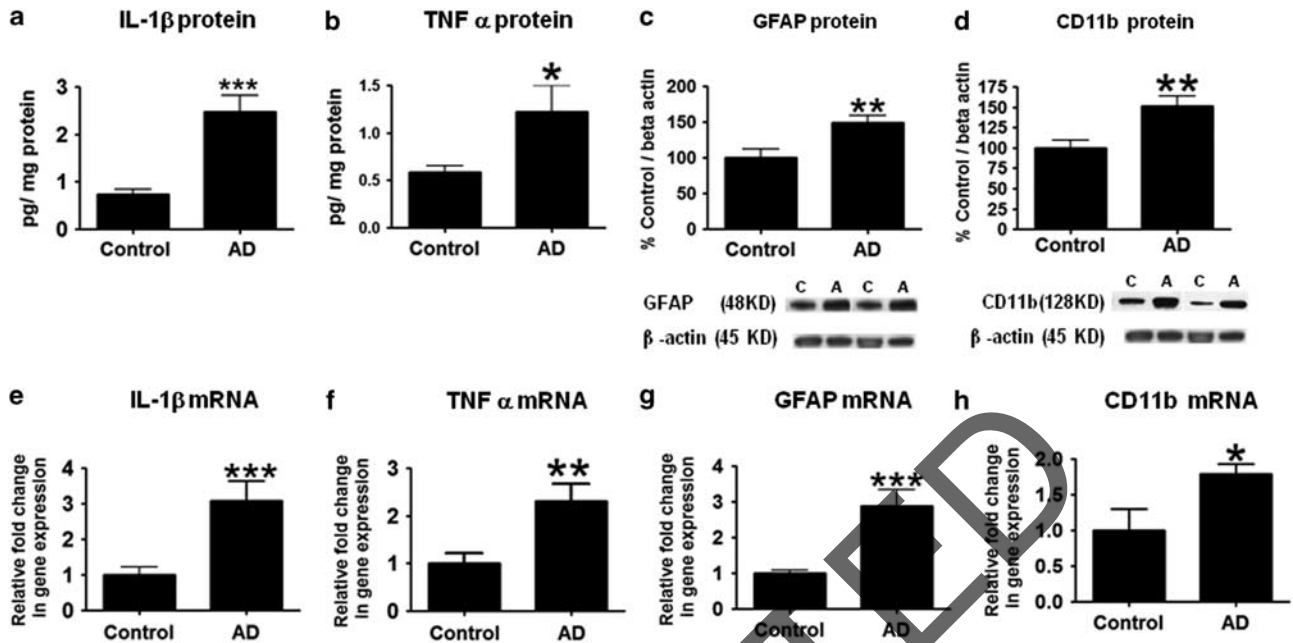 a IL-1β protein
pg/ mg protein
3
2
1
0
***
Control AD
b TNF α protein
pg/ mg protein
1.5
1.0
0.5
0.0
*
Control AD
c GFAP protein
% Control / beta actin
200
150
100
50
0
**
Control AD
C A C A
GFAP (48KD)
β -actin (45 KD)
d CD11b protein
% Control / beta actin
175
150
125
100
75
50
25
0
**
Control AD
C A C A
CD11b(128KD)
β -actin (45 KD)
e IL-1β mRNA
Relative fold change
In gene expression
4
3
2
1
0
***
Control AD
f TNF α mRNA
Relative fold change
In gene expression
3
2
1
0
**
Control AD
g GFAP mRNA
Relative fold change
In gene expression
4
3
2
1
0
***
Control AD
h CD11b mRNA
Relative fold change
In gene expression
2.0
1.5
1.0
0.5
0.0
*
Control AD